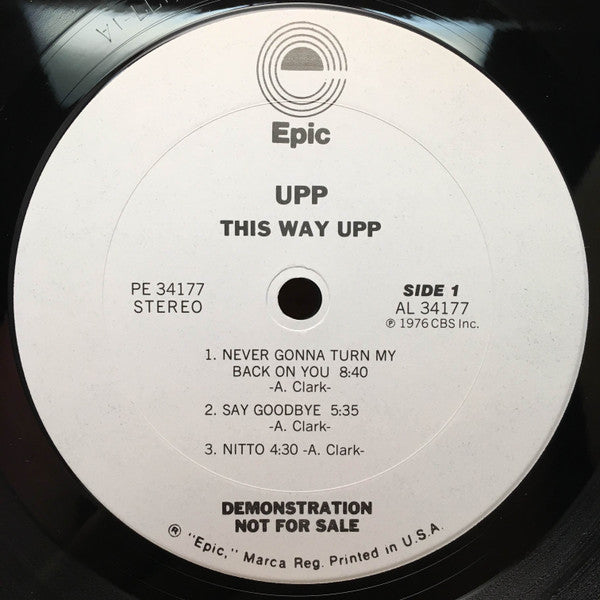 Epic
UPP
THIS WAY UPP
PE 34177
STEREO
SIDE 1
AL 34177
℗ 1976 CBS Inc.
1. NEVER GONNA TURN MY
BACK ON YOU 8:40
-A. Clark-
2. SAY GOODBYE 5:35
-A. Clark-
3. NITTO 4:30 -A. Clark-
DEMONSTRATION
NOT FOR SALE
® "Epic," Marca Reg. Printed in U.S.A.